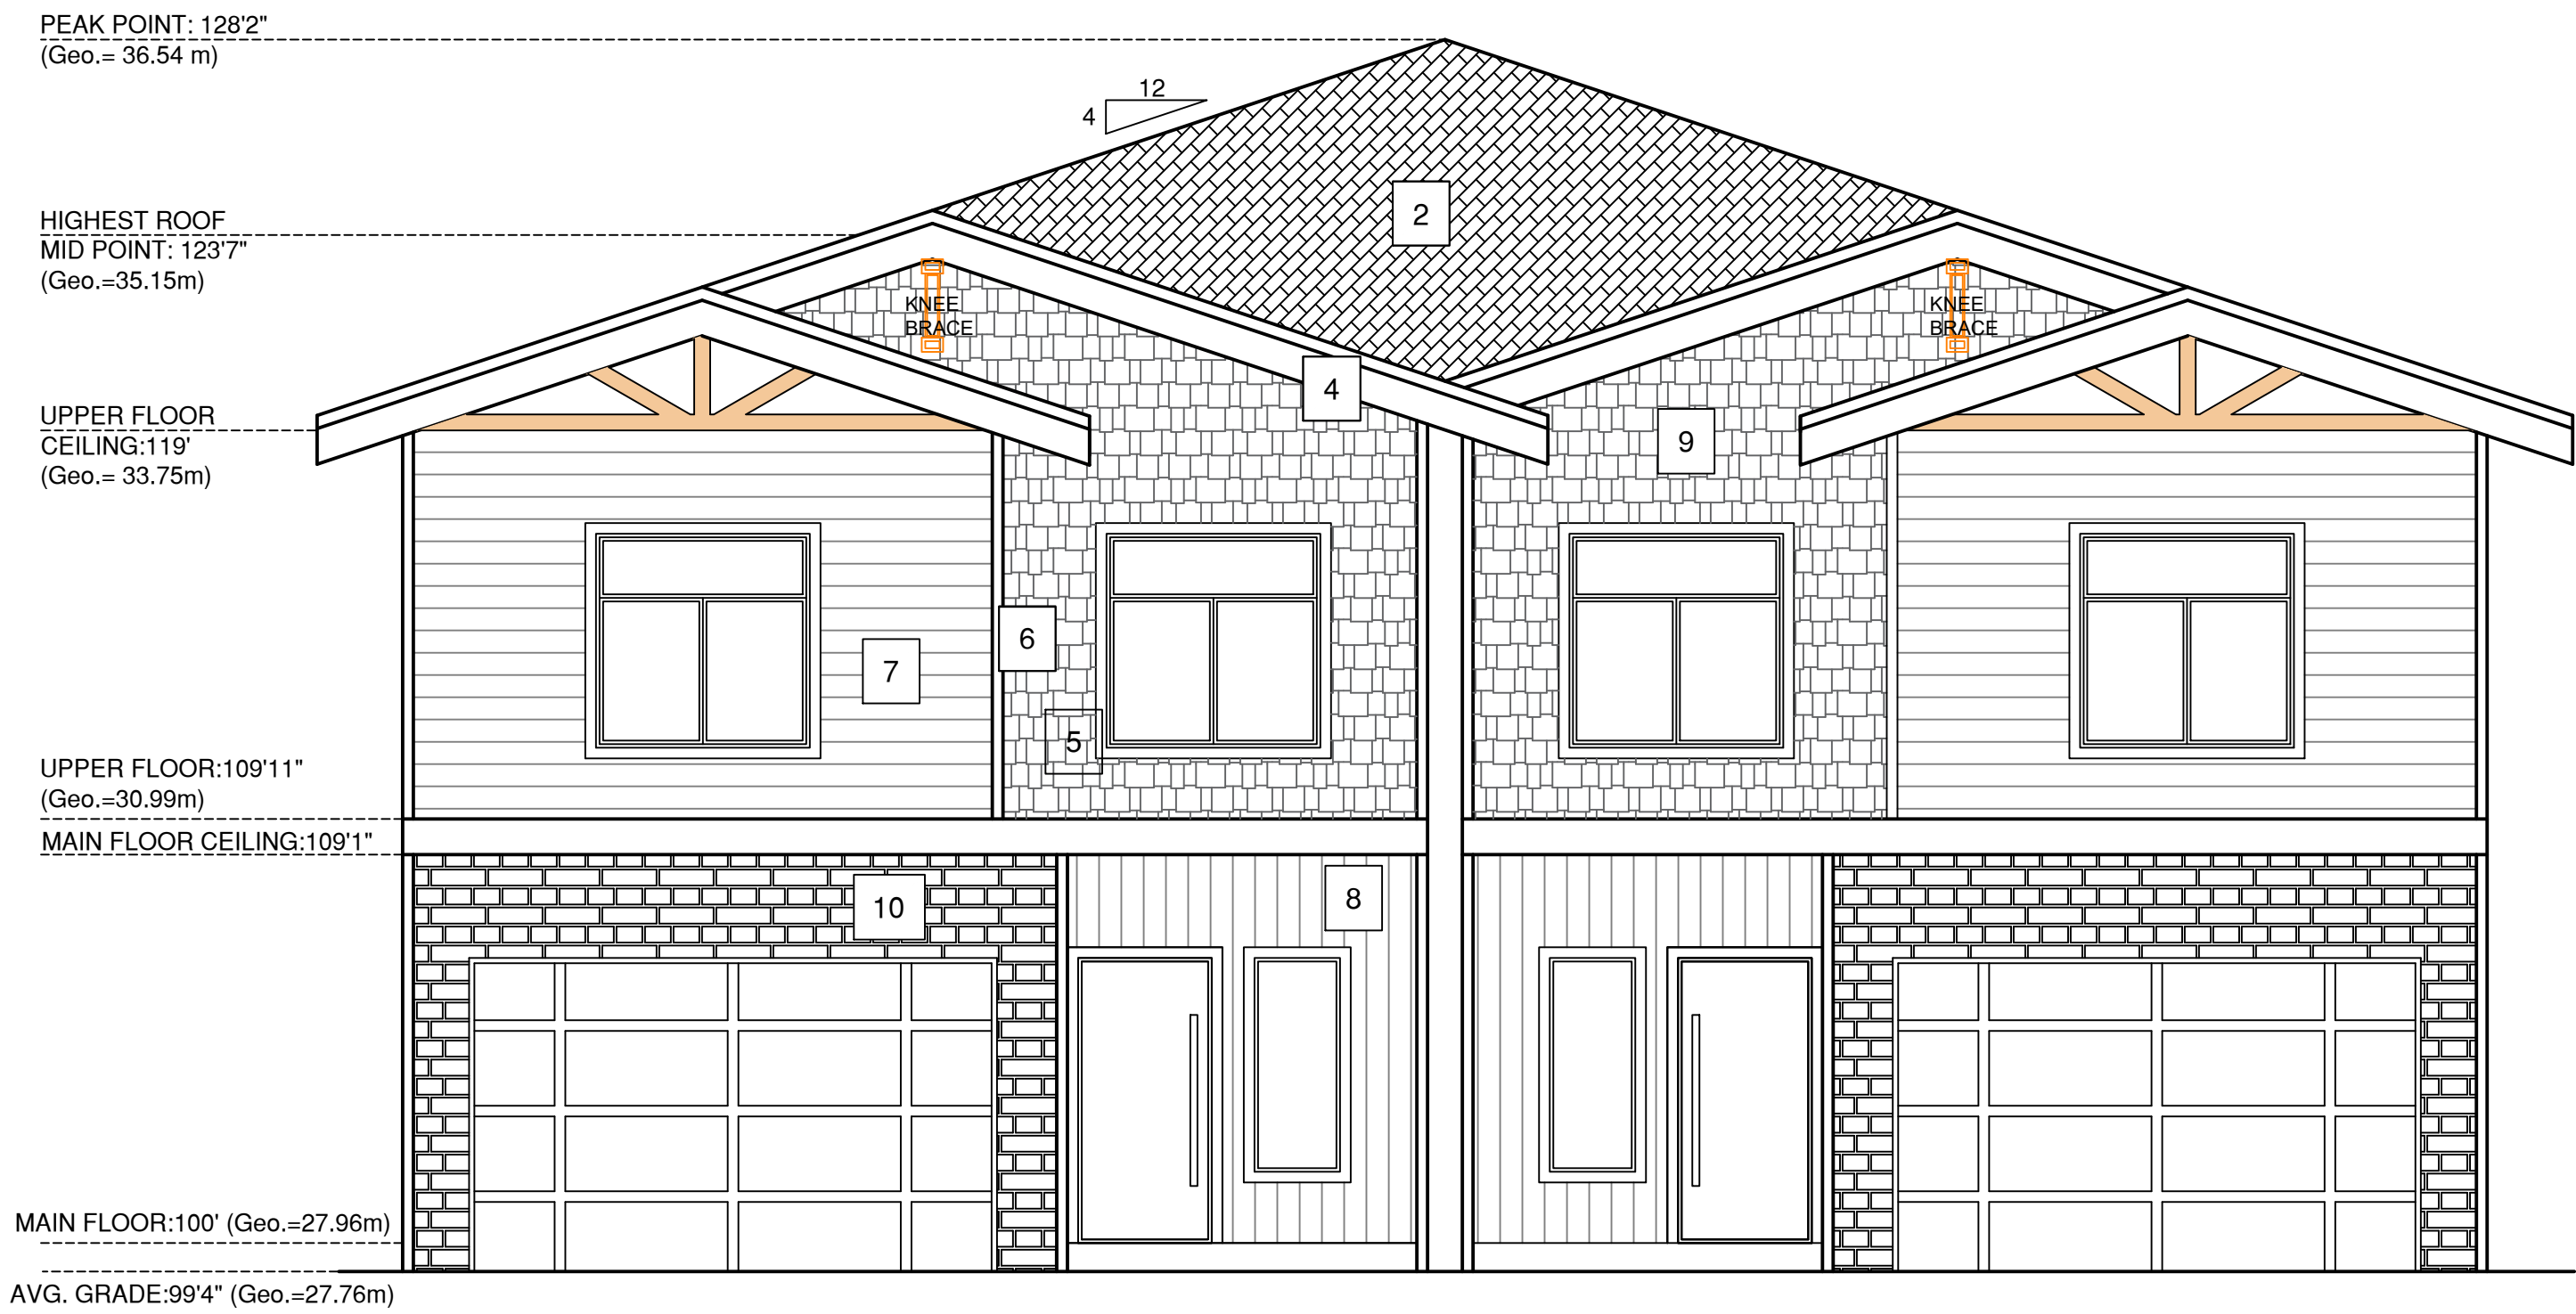 PEAK POINT: 128'2"
(Geo.= 36.54 m)
12
4
HIGHEST ROOF
MID POINT: 123'7"
(Geo.=35.15m)
2
KNEE
BRACE
KNEE
BRACE
4
UPPER FLOOR
CEILING:119'
(Geo.= 33.75m)
9
6
7
5
UPPER FLOOR:109'11"
(Geo.=30.99m)
MAIN FLOOR CEILING:109'1"
8
10
MAIN FLOOR:100' (Geo.=27.96m)
AVG. GRADE:99'4" (Geo.=27.76m)